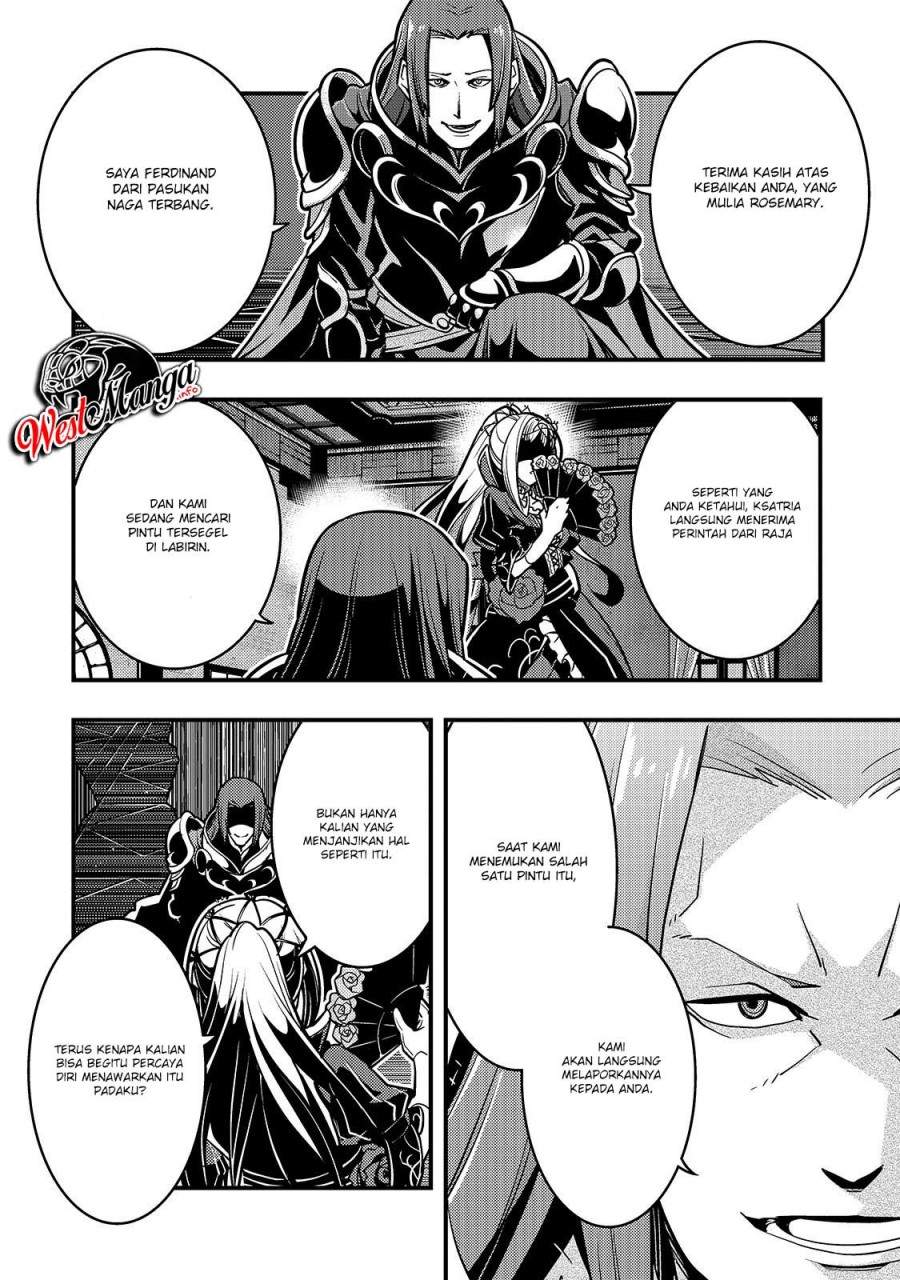 TERIMA KASIH ATAS
KEBAIKAN ANDA, YANG
MULIA ROSEMARY.
SAYA FERDINAND
DARI PASUKAN
NAGA TERBANG.
WestManga
.info
SEPERTI YANG
ANDA KETAHUI, KSATRIA
LANGSUNG MENERIMA
PERINTAH DARI RAJA
DAN KAMI
SEDANG MENCARI
PINTU TERSEGEL
DI LABIRIN.
SAAT KAMI
MENEMUKAN SALAH
SATU PINTU ITU,
KAMI
AKAN LANGSUNG
MELAPORKANNYA
KEPADA ANDA.
BUKAN HANYA
KALIAN YANG
MENJANJIKAN HAL
SEPERTI ITU.
TERUS KENAPA KALIAN
BISA BEGITU PERCAYA
DIRI MENAWARKAN ITU
PADAKU?